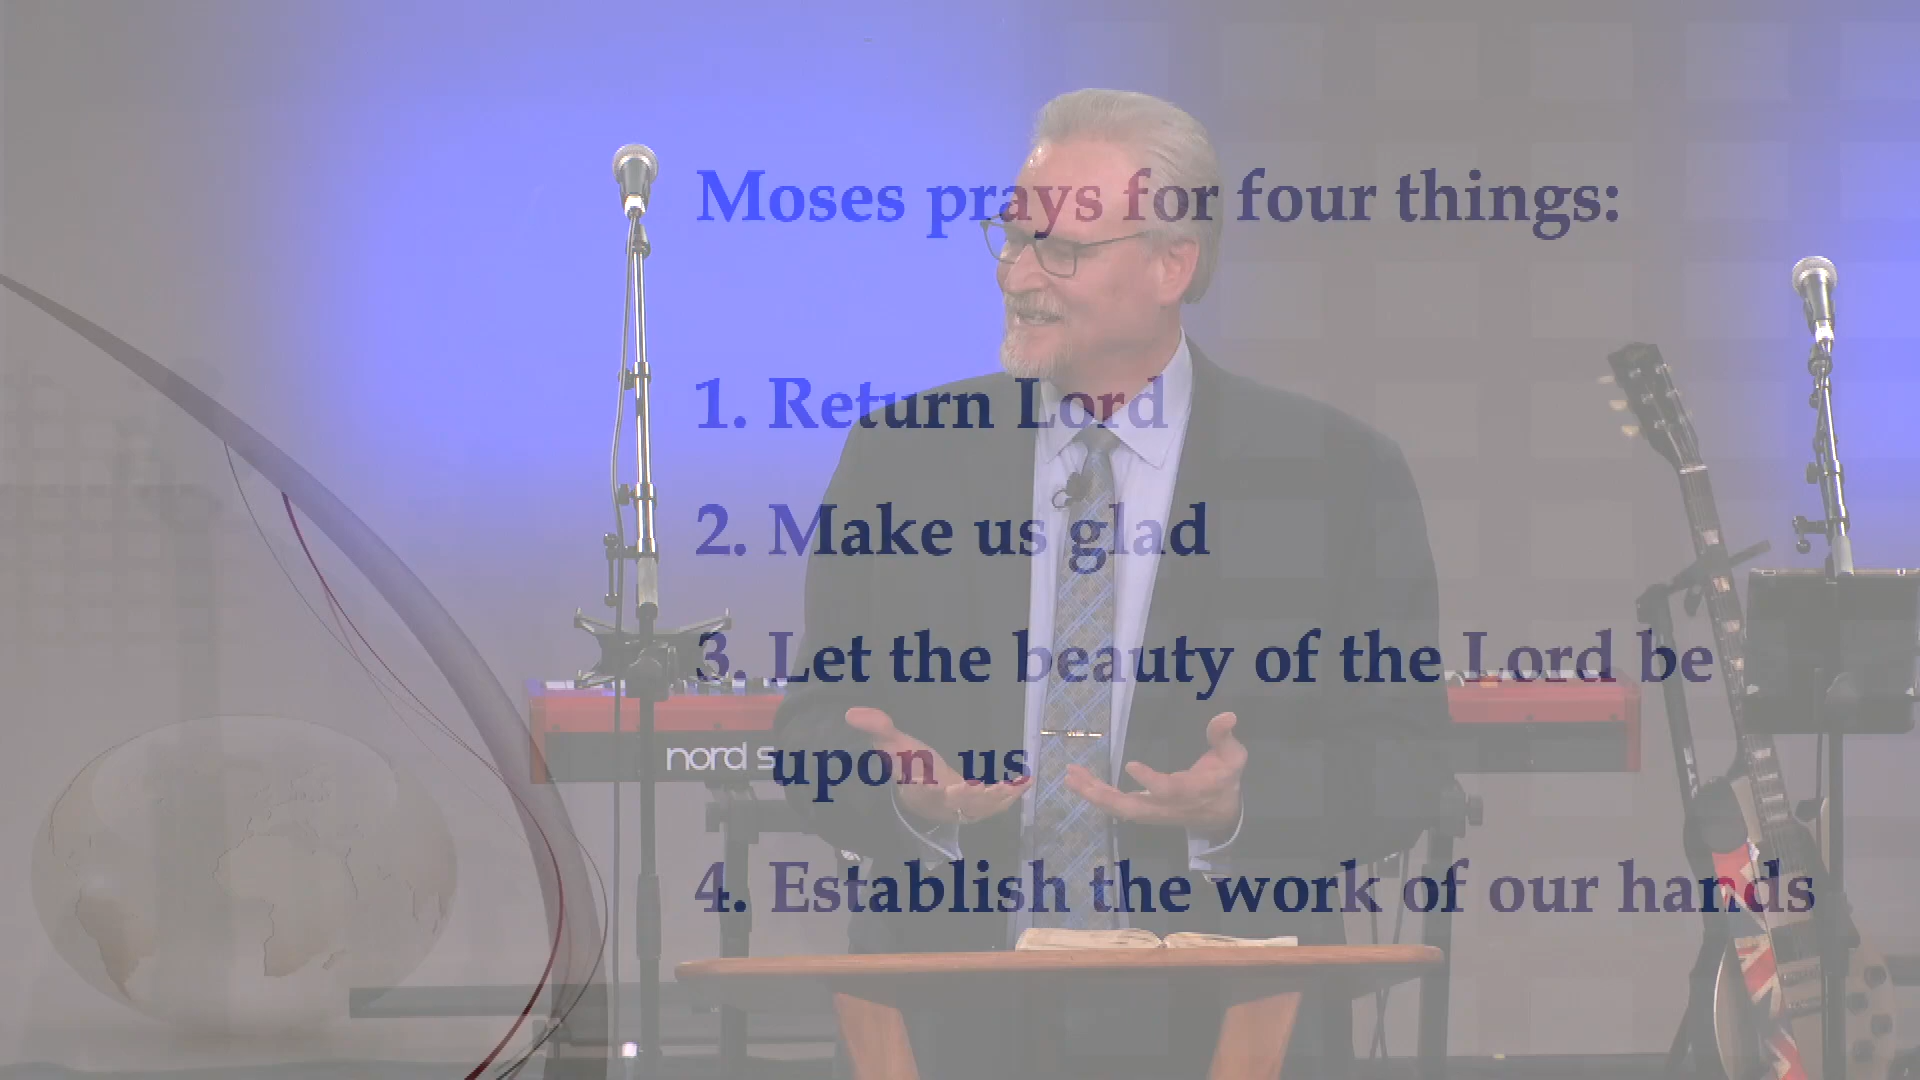 Moses prays for four things:
1. Return Lord
2. Make us glad
3. Let the beauty of the Lord be
upon us
4. Establish the work of our hands
nord s